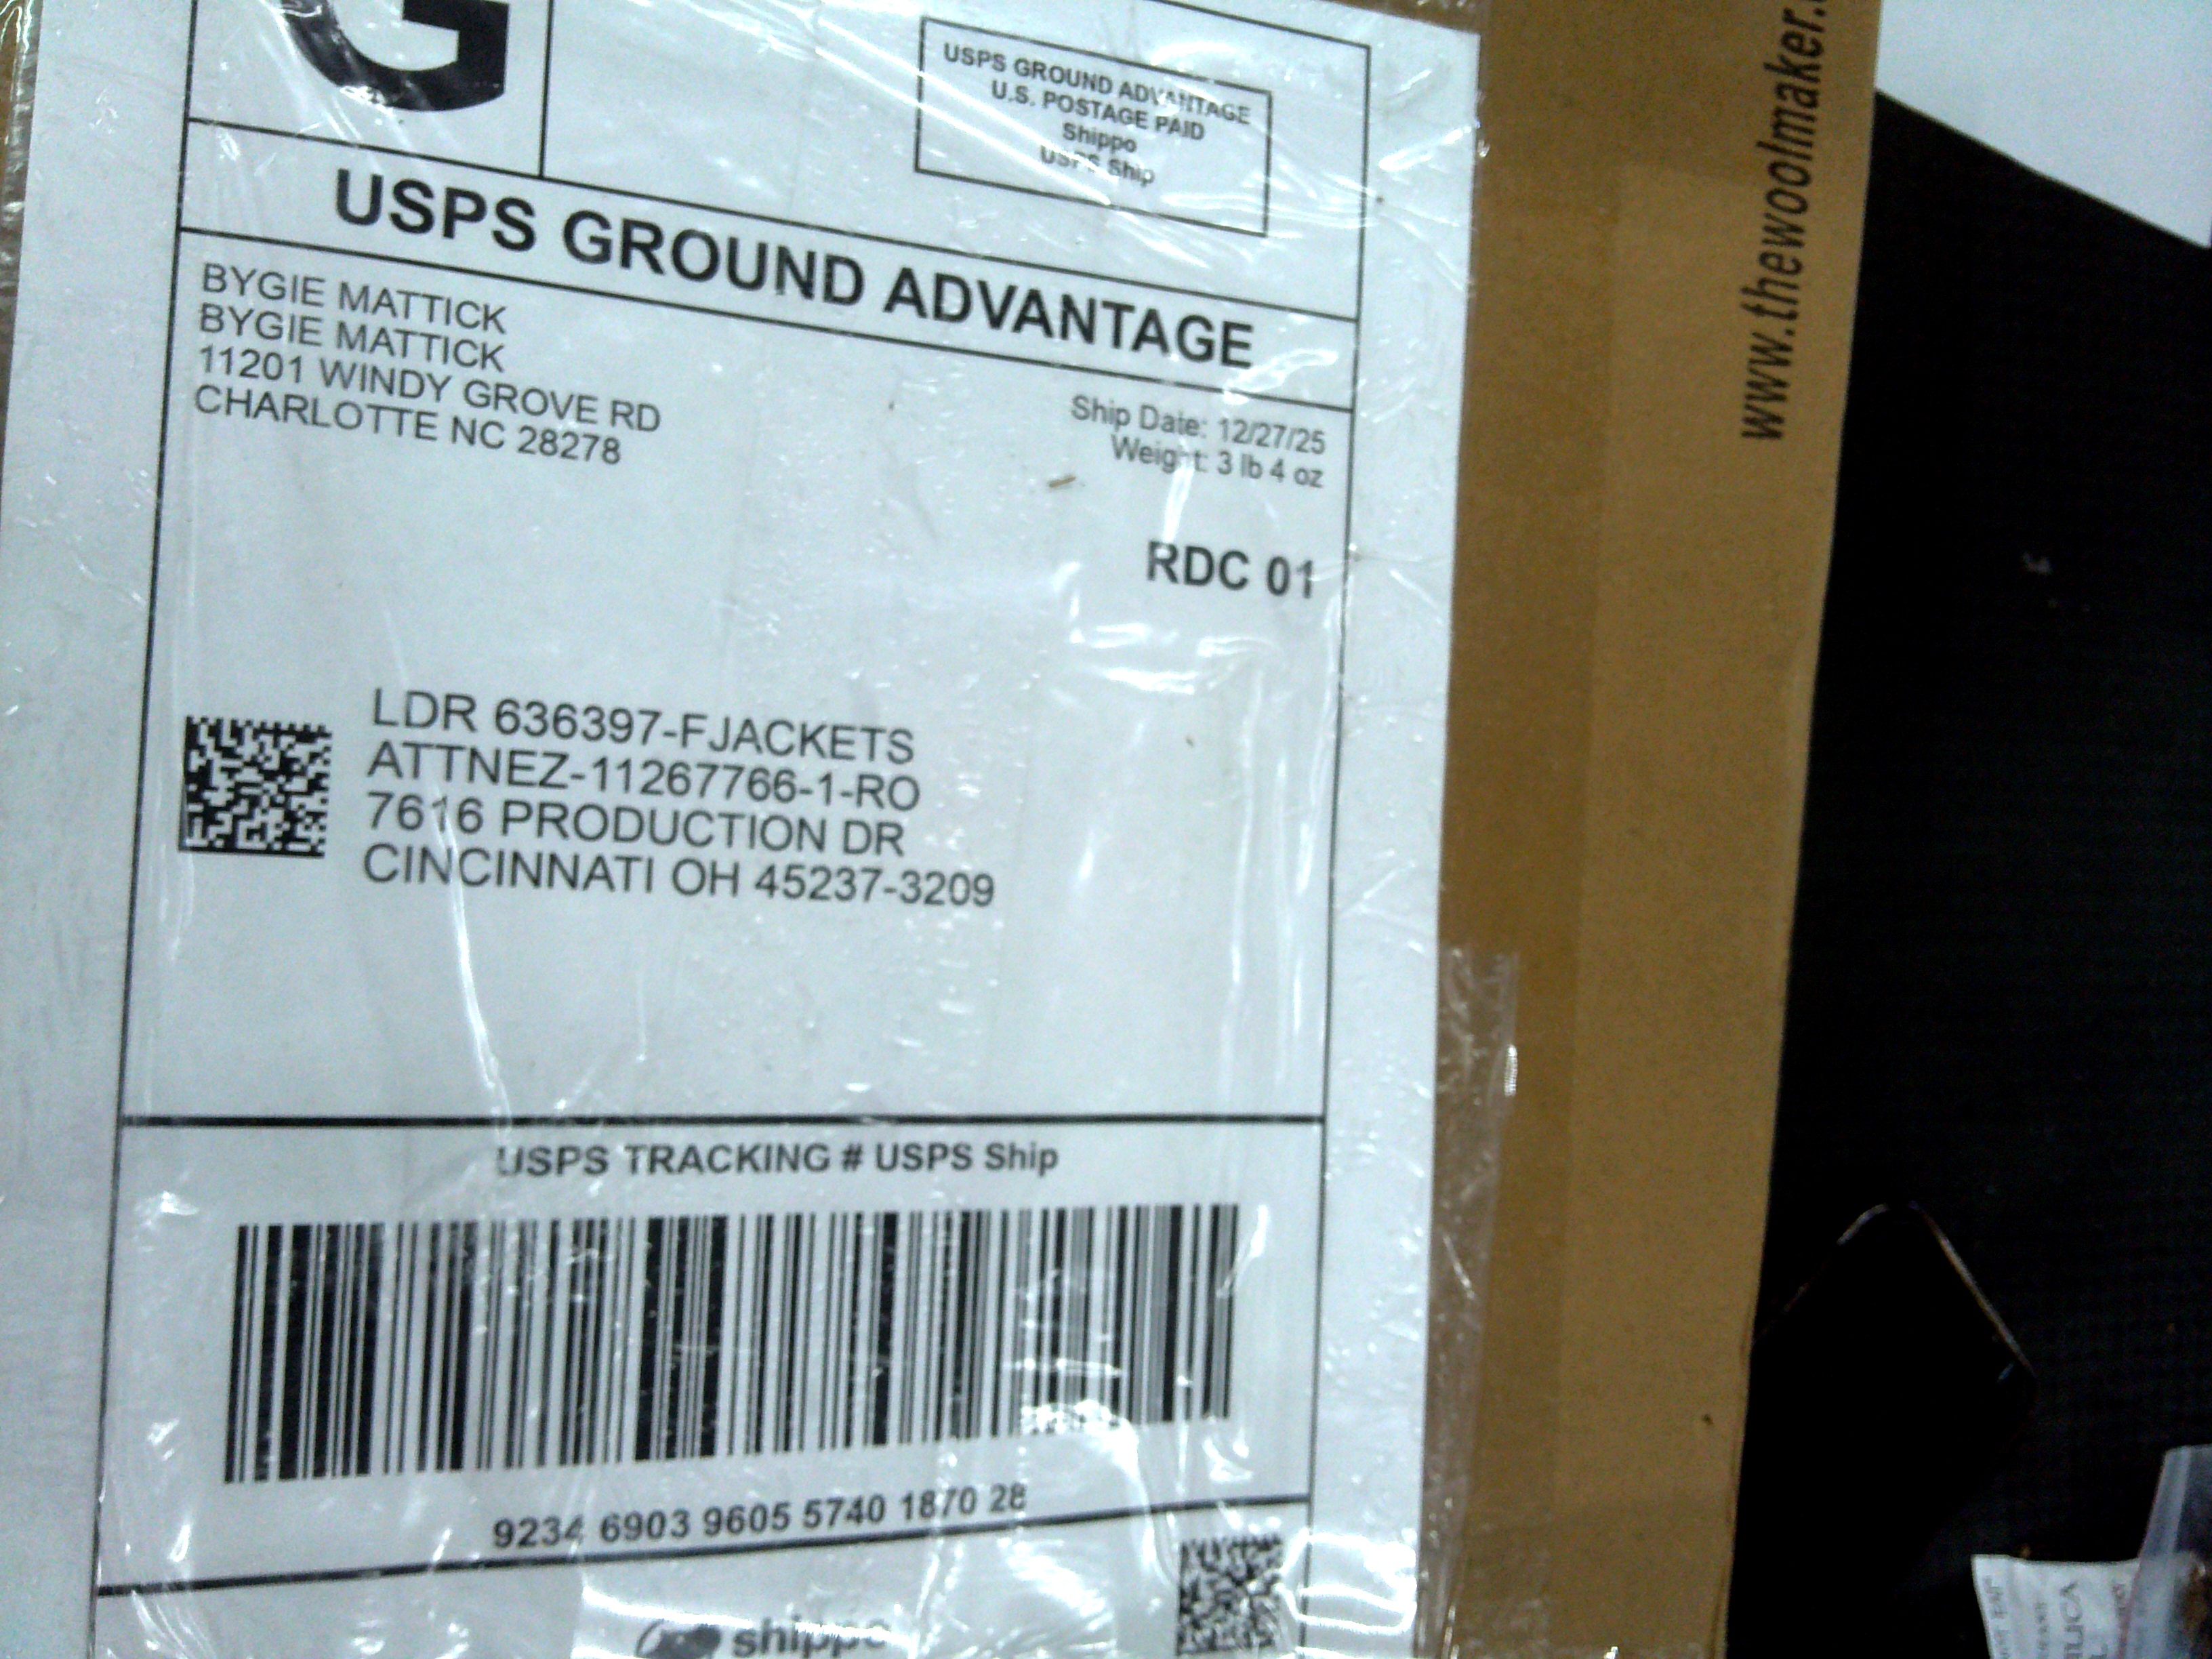 G
USPS GROUND ADVANTAGE
U.S. POSTAGE PAID
Shippo
USPS Ship
USPS GROUND ADVANTAGE
BYGIE MATTICK
BYGIE MATTICK
11201 WINDY GROVE RD
CHARLOTTE NC 28278
Ship Date: 12/27/25
Weight: 3 lb 4 oz
RDC 01
LDR 636397-FJACKETS
ATTNEZ-11267766-1-RO
7616 PRODUCTION DR
CINCINNATI OH 45237-3209
USPS TRACKING # USPS Ship
9234 6903 9605 5740 1870 28
shippo
www.thewoolmaker.